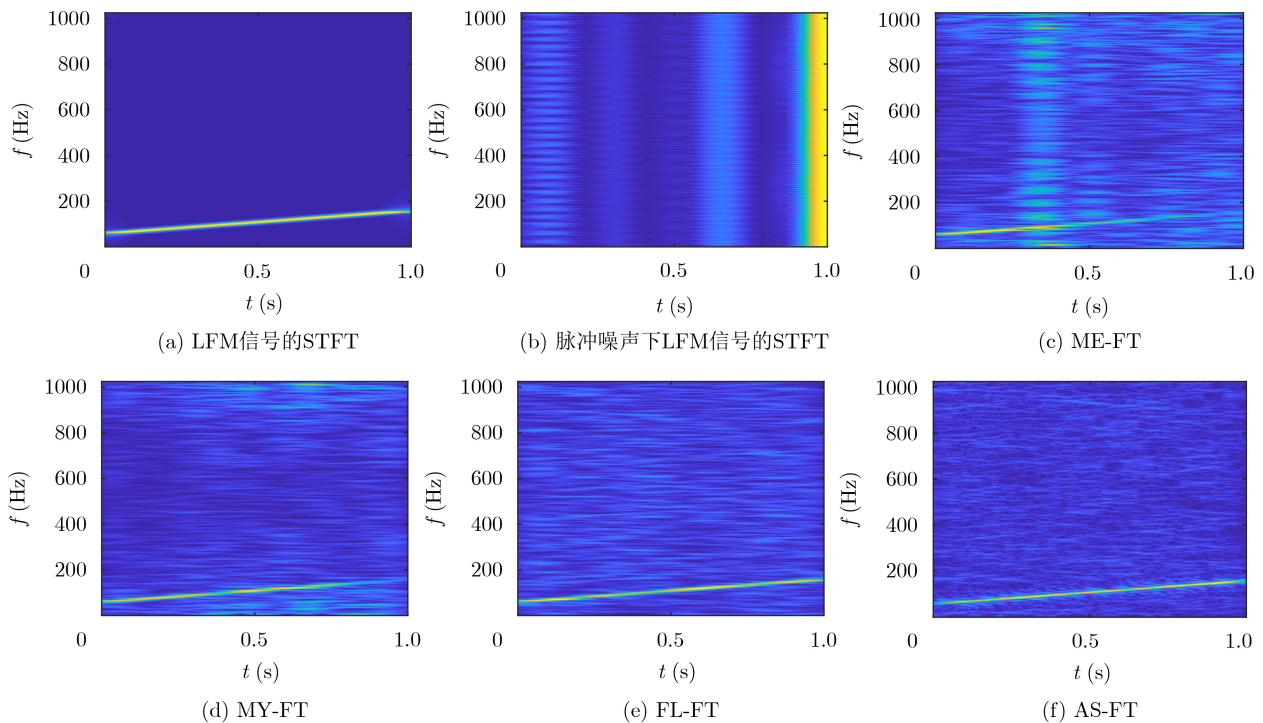 1000
800
600
400
200
0
f (Hz)
0.5
1.0
t (s)
(a) LFM信号的STFT
1000
800
600
400
200
0
f (Hz)
0.5
1.0
t (s)
(b) 脉冲噪声下LFM信号的STFT
1000
800
600
400
200
0
f (Hz)
0.5
1.0
t (s)
(c) ME-FT
1000
800
600
400
200
0
f (Hz)
0.5
1.0
t (s)
(d) MY-FT
1000
800
600
400
200
0
f (Hz)
0.5
1.0
t (s)
(e) FL-FT
1000
800
600
400
200
0
f (Hz)
0.5
1.0
t (s)
(f) AS-FT